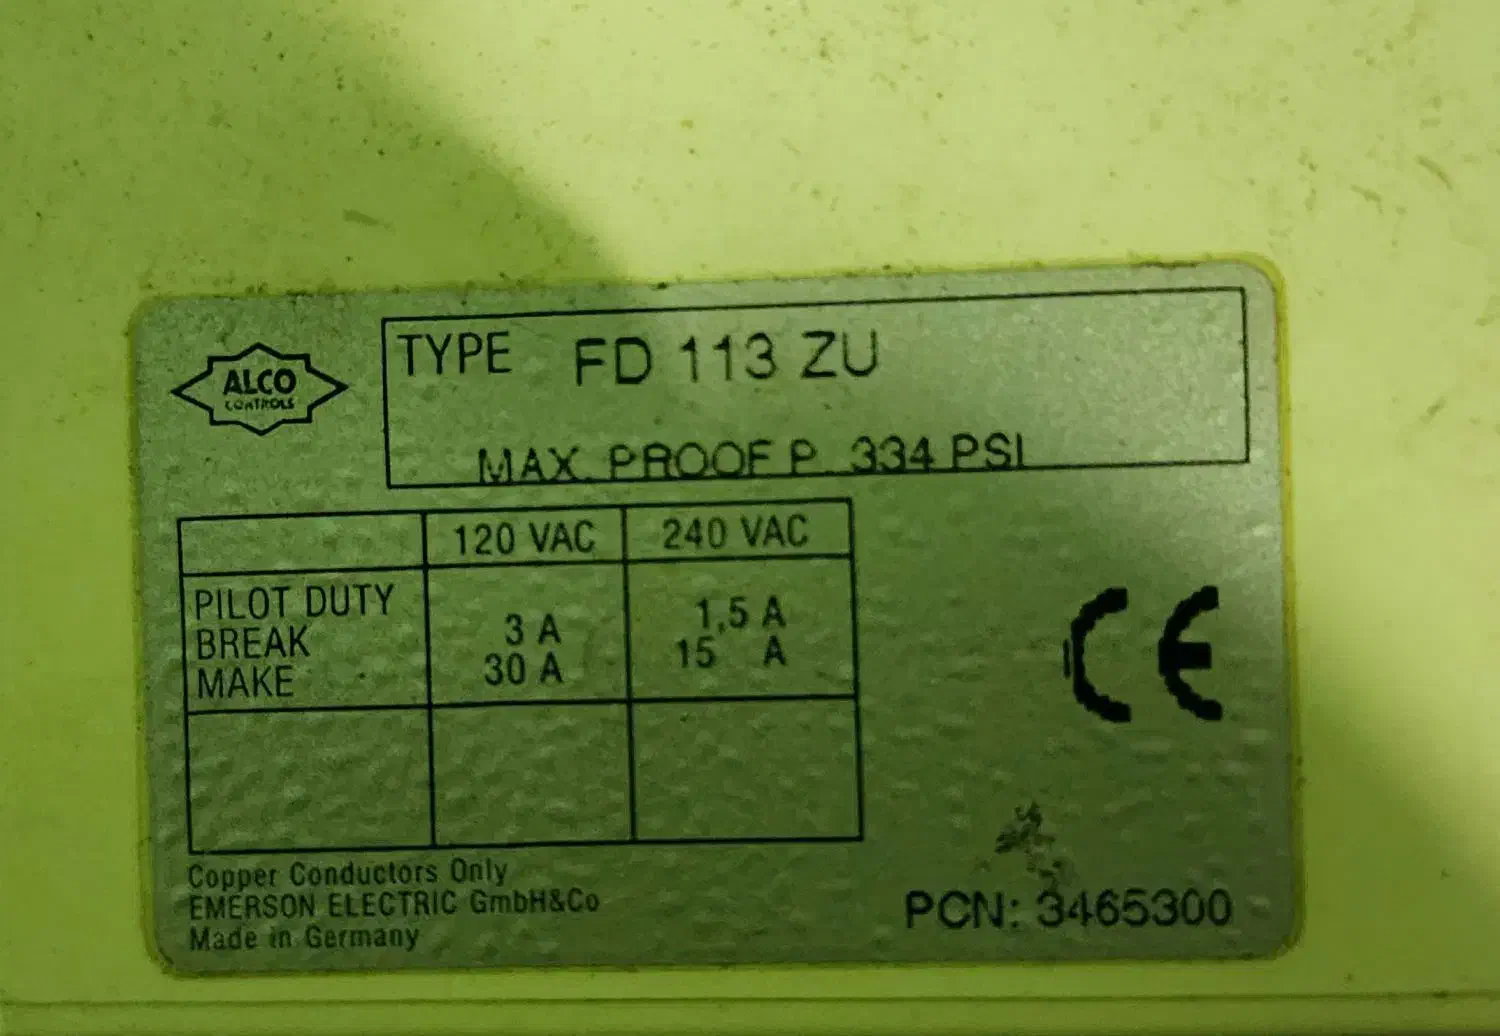 ALCO
CONTROLS
TYPE FD 113 ZU
MAX. PROOF P. 334 PSI
120 VAC 240 VAC
PILOT DUTY
BREAK 3 A 1,5 A
MAKE 30 A 15 A
CE
Copper Conductors Only
EMERSON ELECTRIC GmbH&Co
Made in Germany
PCN: 3465300